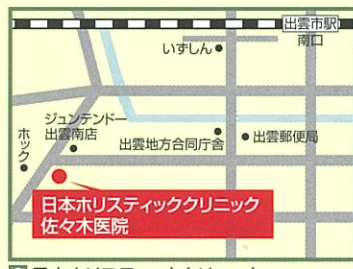 出雲市駅
南口
いずしん
ジュンテンドー
出雲南店
ホック
出雲地方合同庁舎
出雲郵便局
日本ホリスティッククリニック
佐々木医院